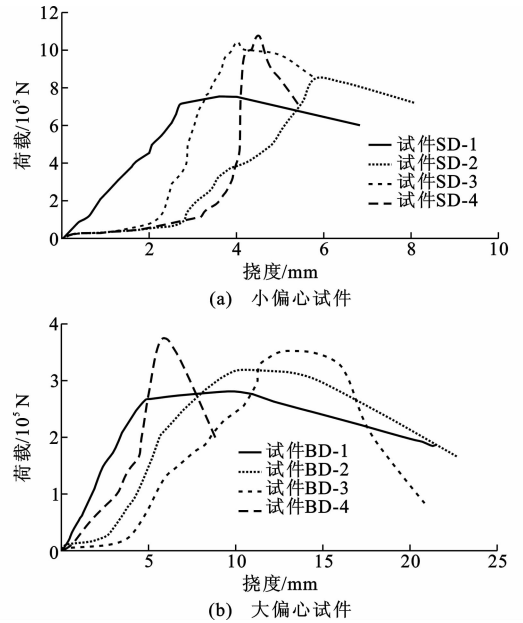 12
10
8
6
4
2
0
荷载/10⁵N
试件SD-1
试件SD-2
试件SD-3
试件SD-4
2 4 6 8 10
挠度/mm
(a) 小偏心试件
4
3
2
1
0
荷载/10⁵N
试件BD-1
试件BD-2
试件BD-3
试件BD-4
5 10 15 20 25
挠度/mm
(b) 大偏心试件